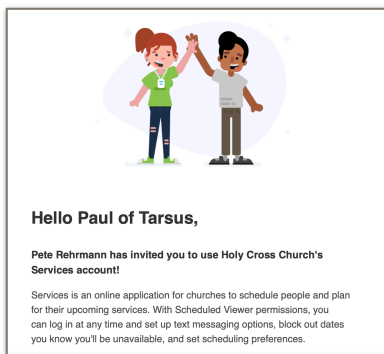 Hello Paul of Tarsus,
Pete Rehrmann has invited you to use Holy Cross Church's
Services account!
Services is an online application for churches to schedule people and plan
for their upcoming services. With Scheduled Viewer permissions, you
can log in at any time and set up text messaging options, block out dates
you know you'll be unavailable, and set scheduling preferences.